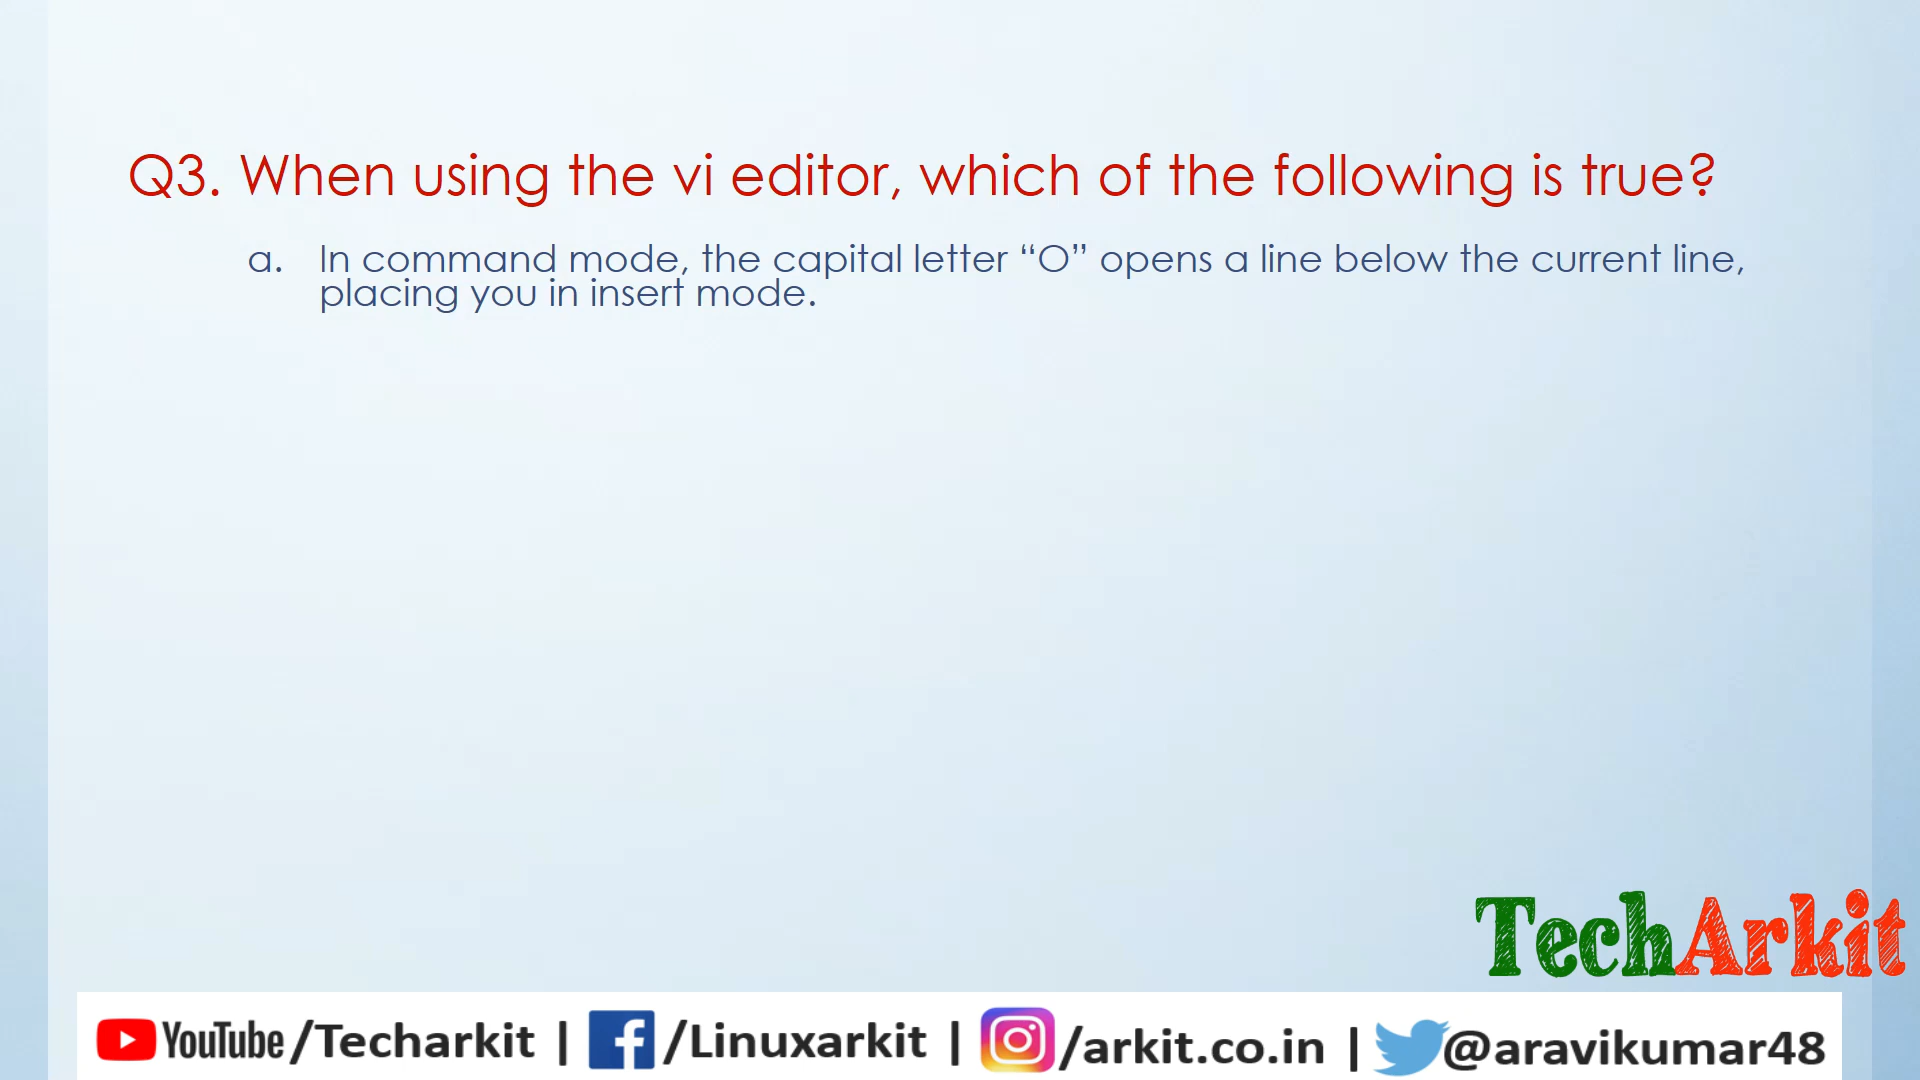 Q3. When using the vi editor, which of the following is true?
a. In command mode, the capital letter “O” opens a line below the current line,
placing you in insert mode.
TechArkit
YouTube /Techarkit | f /Linuxarkit | /arkit.co.in | @aravikumar48